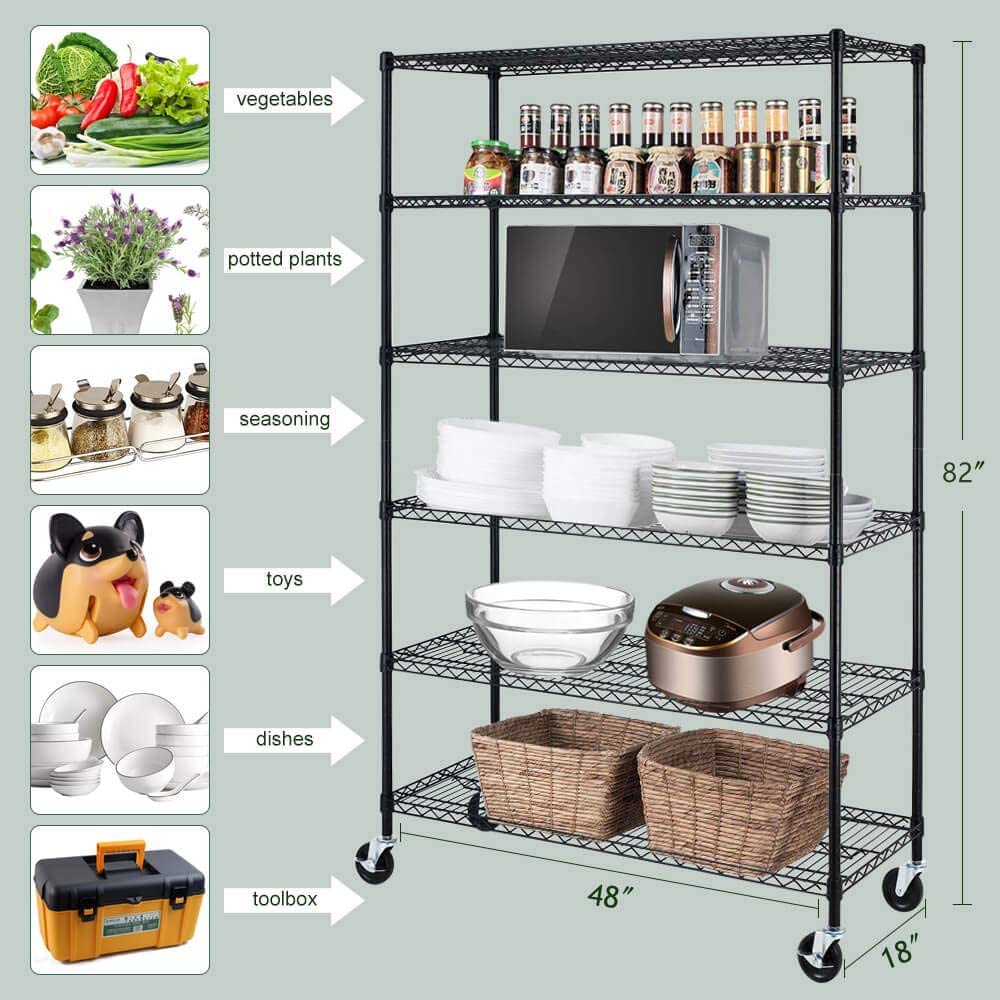 vegetables
potted plants
seasoning
toys
dishes
toolbox
82″
48″
18″